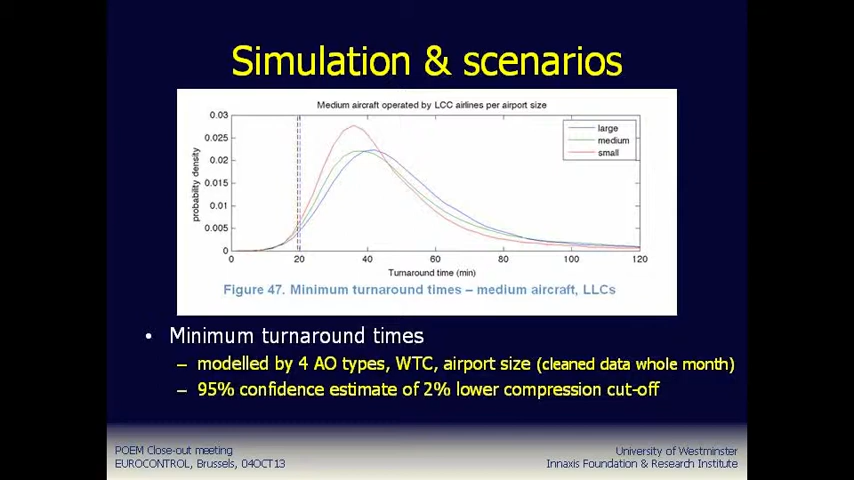 Simulation & scenarios
Medium aircraft operated by LCC airlines per airport size
0.03
0.025
0.02
0.015
0.01
0.005
0
probability density
large
medium
small
0 20 40 60 80 100 120
Turnaround time (min)
Figure 47. Minimum turnaround times – medium aircraft, LLCs
• Minimum turnaround times
– modelled by 4 AO types, WTC, airport size (cleaned data whole month)
– 95% confidence estimate of 2% lower compression cut-off
POEM Close-out meeting
EUROCONTROL, Brussels, 04OCT13
University of Westminster
Innaxis Foundation & Research Institute